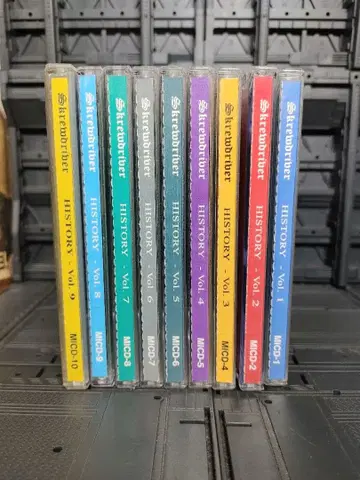 Skrewdriver HISTORY - Vol. 9 MICD-10
Skrewdriver HISTORY - Vol. 8 MICD-9
Skrewdriver HISTORY - Vol. 7 MICD-8
Skrewdriver HISTORY - Vol. 6 MICD-7
Skrewdriver HISTORY - Vol. 5 MICD-6
Skrewdriver HISTORY - Vol. 4 MICD-5
Skrewdriver HISTORY - Vol. 3 MICD-4
Skrewdriver HISTORY - Vol. 2 MICD-2
Skrewdriver HISTORY - Vol. 1 MICD-1